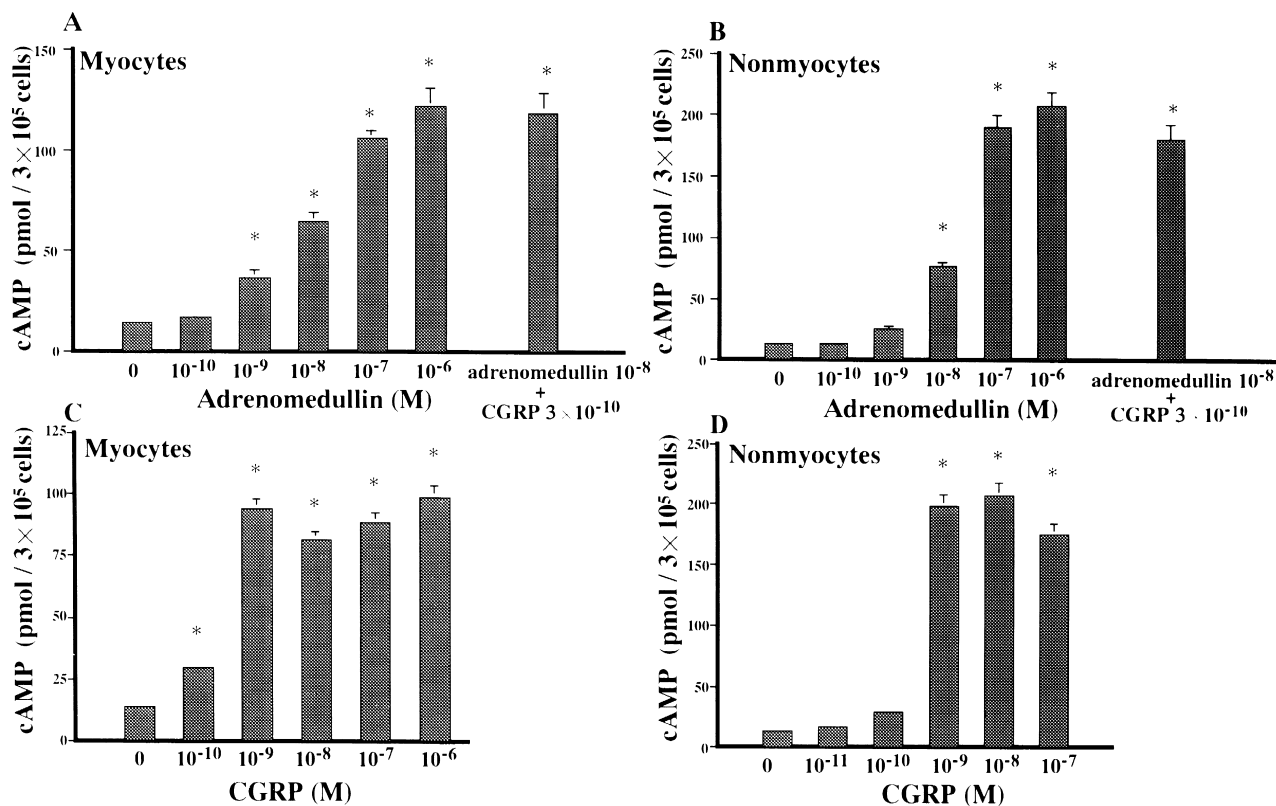 A
Myocytes
cAMP (pmol / 3×10⁵ cells)
150
100
50
0
* * * * *
0 10⁻¹⁰ 10⁻⁹ 10⁻⁸ 10⁻⁷ 10⁻⁶
Adrenomedullin (M)
adrenomedullin 10⁻⁸
+
CGRP 3 × 10⁻¹⁰
B
Nonmyocytes
cAMP (pmol / 3×10⁵ cells)
250
200
150
100
50
0
* * * *
0 10⁻¹⁰ 10⁻⁹ 10⁻⁸ 10⁻⁷ 10⁻⁶
Adrenomedullin (M)
adrenomedullin 10⁻⁸
+
CGRP 3 · 10⁻¹⁰
C
Myocytes
cAMP (pmol / 3×10⁵ cells)
125
100
75
50
25
0
* * * * *
0 10⁻¹⁰ 10⁻⁹ 10⁻⁸ 10⁻⁷ 10⁻⁶
CGRP (M)
D
Nonmyocytes
cAMP (pmol / 3×10⁵ cells)
250
200
150
100
50
0
* * *
0 10⁻¹¹ 10⁻¹⁰ 10⁻⁹ 10⁻⁸ 10⁻⁷
CGRP (M)